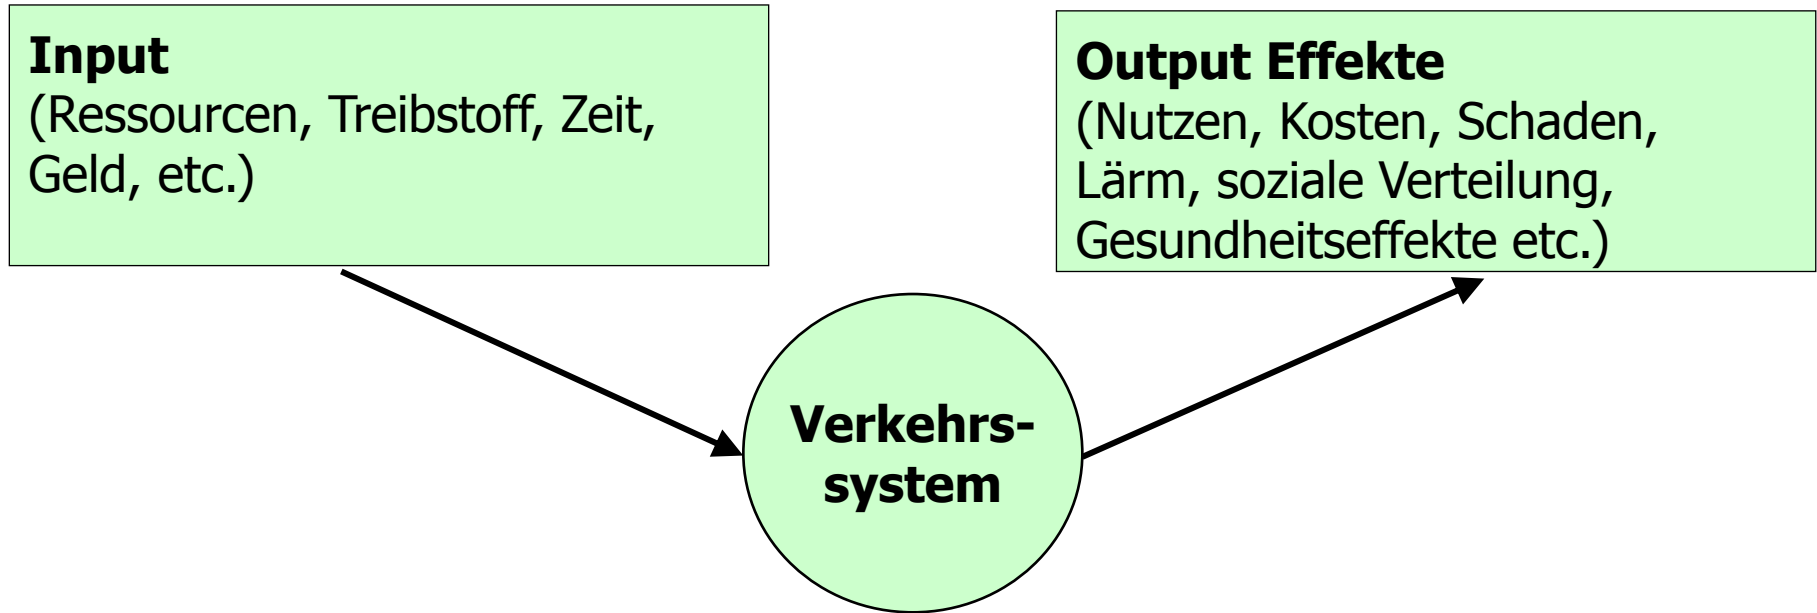 Input
(Ressourcen, Treibstoff, Zeit,
Geld, etc.)
Output Effekte
(Nutzen, Kosten, Schaden,
Lärm, soziale Verteilung,
Gesundheitseffekte etc.)
Verkehrs-
system